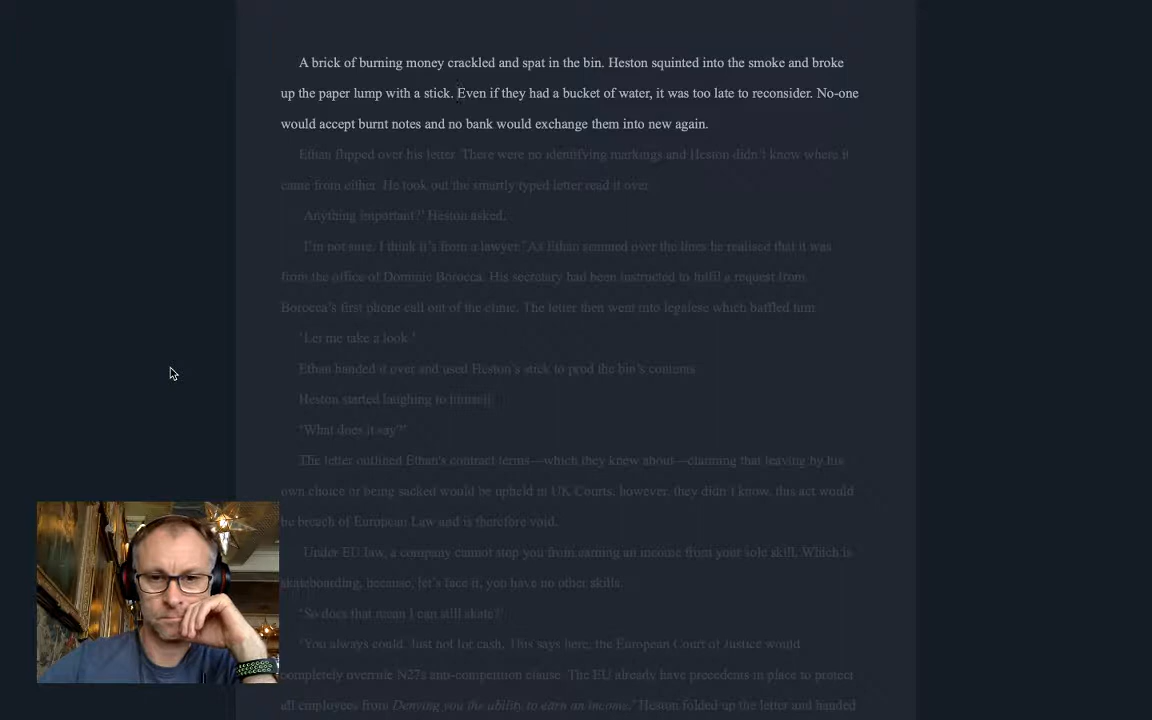 A brick of burning money crackled and spat in the bin. Heston squinted into the smoke and broke
up the paper lump with a stick. Even if they had a bucket of water, it was too late to reconsider. No-one
would accept burnt notes and no bank would exchange them into new again.
Ethan flipped over his letter. There were no identifying markings and Heston didn't know where it
came from either. He took out the smartly typed letter read it over.
'Anything important?' Heston asked.
'I'm not sure. I think it's from a lawyer.' As Ethan scanned over the lines he realised that it was
from the office of Dominic Borocca. His secretary had been instructed to fulfil a request from
Borocca's first phone call out of the clinic. The letter then went into legalese which baffled him.
'Let me take a look.'
Ethan handed it over and used Heston's stick to prod the bin's contents.
Heston started laughing to himself.
'What does it say?'
The letter outlined Ethan's contract terms—which they knew about—claiming that leaving by his
own choice or being sacked would be upheld in UK Courts, however, they didn't know, this act would
be breach of European Law and is therefore void.
'Under EU law, a company cannot stop you from earning an income from your sole skill. Which is
skateboarding, because, let's face it, you have no other skills.
'So does that mean I can still skate?'
'You always could. Just not for cash. This says here, the European Court of Justice would
completely overrule N27s anti-competition clause. The EU already have precedents in place to protect
all employees from Denying you the ability to earn an income.' Heston folded up the letter and handed